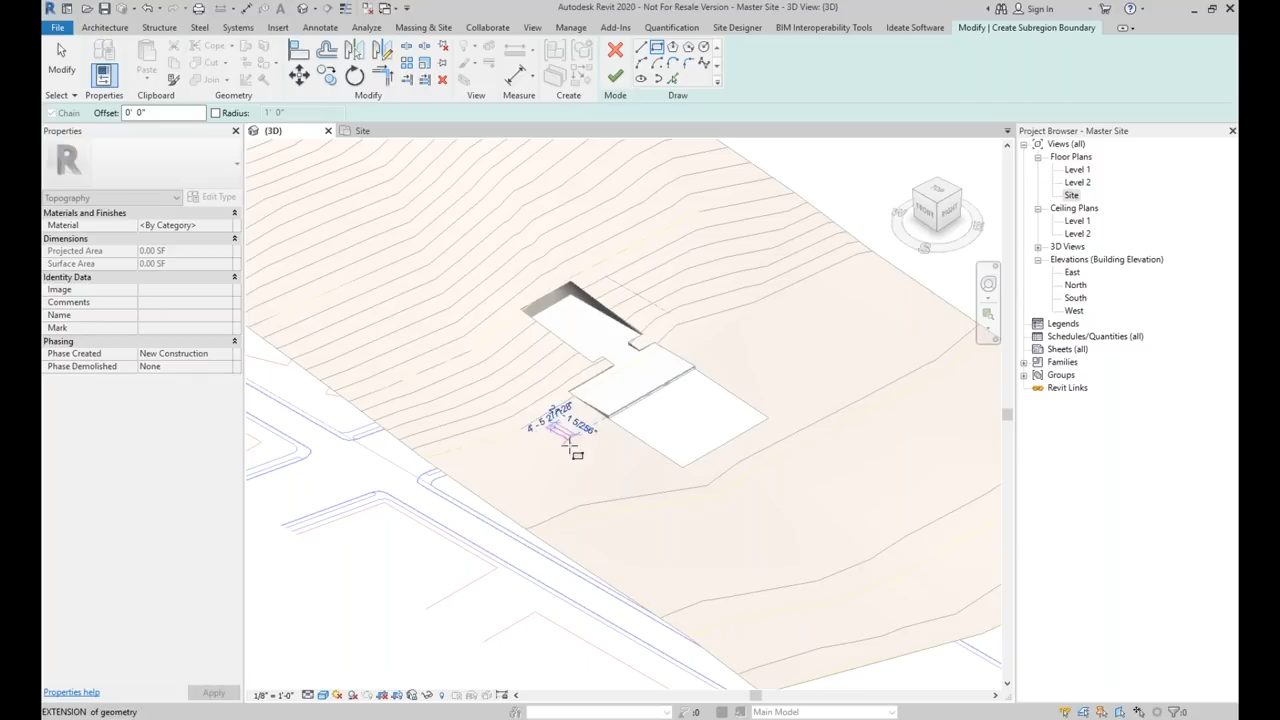 Autodesk Revit 2020 - Not For Resale Version - Master Site - 3D View: {3D}
Sign In
File Architecture Structure Steel Systems Insert Annotate Analyze Massing & Site Collaborate View Manage Add-Ins Quantification Site Designer BIM Interoperability Tools Ideate Software Modify | Create Subregion Boundary
Modify
Paste
Cope
Cut
Join
Select Properties Clipboard Geometry Modify View Measure Create Mode Draw
Chain Offset: 0' 0" Radius: 1' 0"
Properties
{3D}
Site
Project Browser - Master Site
Topography
Edit Type
Materials and Finishes
Material <By Category>
Dimensions
Projected Area 0.00 SF
Surface Area 0.00 SF
Identity Data
Image
Comments
Name
Mark
Phasing
Phase Created New Construction
Phase Demolished None
TOP
FRONT
RIGHT
Views (all)
Floor Plans
Level 1
Level 2
Site
Ceiling Plans
Level 1
Level 2
3D Views
Elevations (Building Elevation)
East
North
South
West
Legends
Schedules/Quantities (all)
Sheets (all)
Families
Groups
Revit Links
Properties help
Apply
1/8" = 1'-0"
EXTENSION of geometry
:0
Main Model
:0